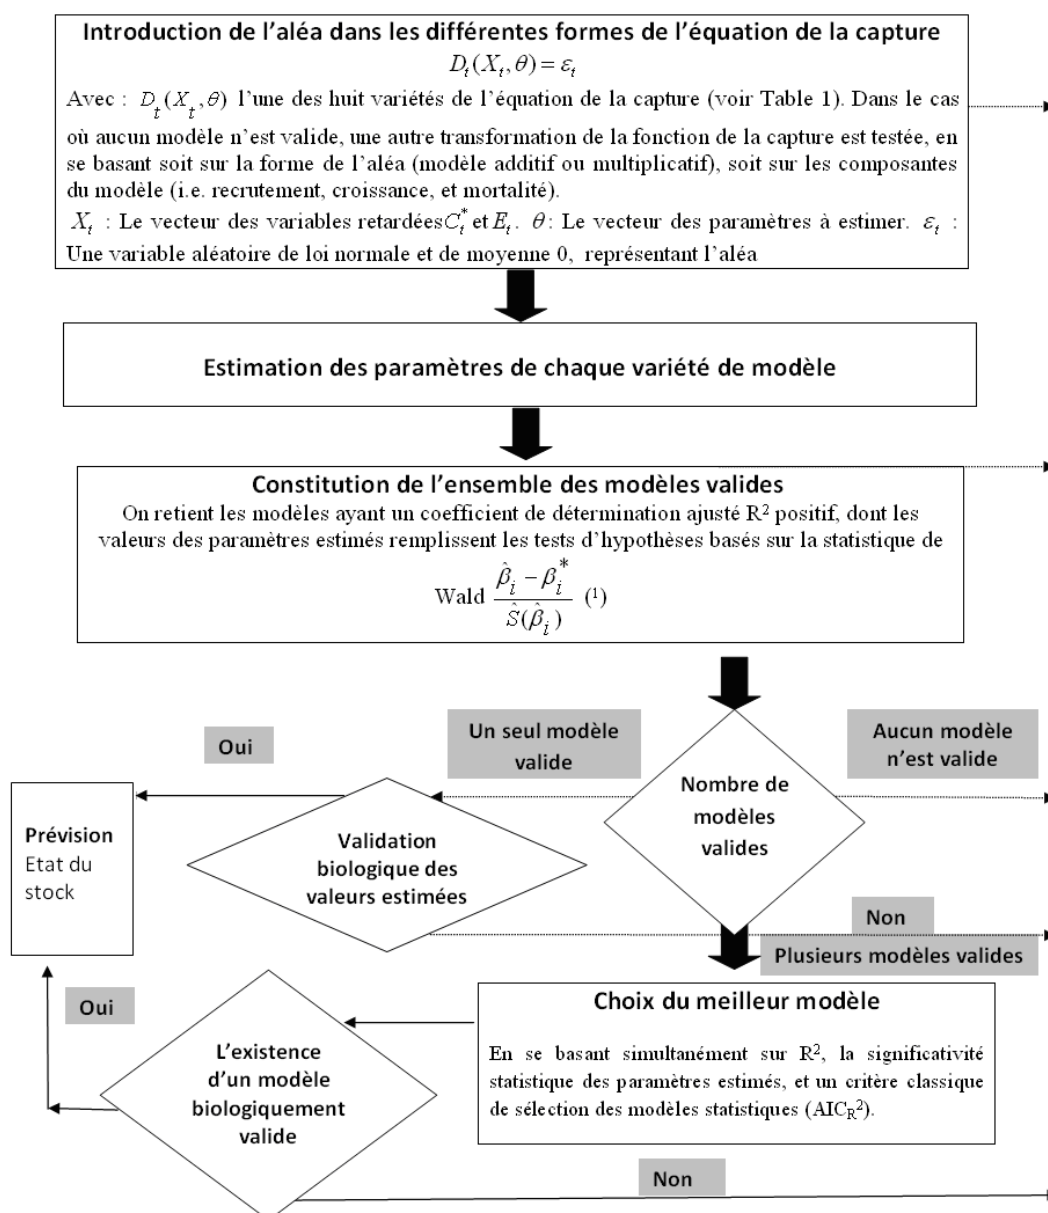 Introduction de l’aléa dans les différentes formes de l’équation de la capture
D_t(X_t,θ) = ε_t
Avec : D_t(X_t,θ) l’une des huit variétés de l’équation de la capture (voir Table 1). Dans le cas
où aucun modèle n’est valide, une autre transformation de la fonction de la capture est testée, en
se basant soit sur la forme de l’aléa (modèle additif ou multiplicatif), soit sur les composantes
du modèle (i.e. recrutement, croissance, et mortalité).
X_t : Le vecteur des variables retardées C_t^* et E_t. θ : Le vecteur des paramètres à estimer. ε_t :
Une variable aléatoire de loi normale et de moyenne 0, représentant l’aléa
Estimation des paramètres de chaque variété de modèle
Constitution de l’ensemble des modèles valides
On retient les modèles ayant un coefficient de détermination ajusté R² positif, dont les
valeurs des paramètres estimés remplissent les tests d’hypothèses basés sur la statistique de
Wald (β̂_i − β_i^*) / Ŝ(β̂_i) (¹)
Oui
Un seul modèle
valide
Aucun modèle
n’est valide
Nombre de
modèles
valides
Prévision
Etat du
stock
Validation
biologique des
valeurs estimées
Non
Plusieurs modèles valides
Oui
L’existence
d’un modèle
biologiquement
valide
Choix du meilleur modèle
En se basant simultanément sur R², la significativité
statistique des paramètres estimés, et un critère classique
de sélection des modèles statistiques (AIC_R²).
Non